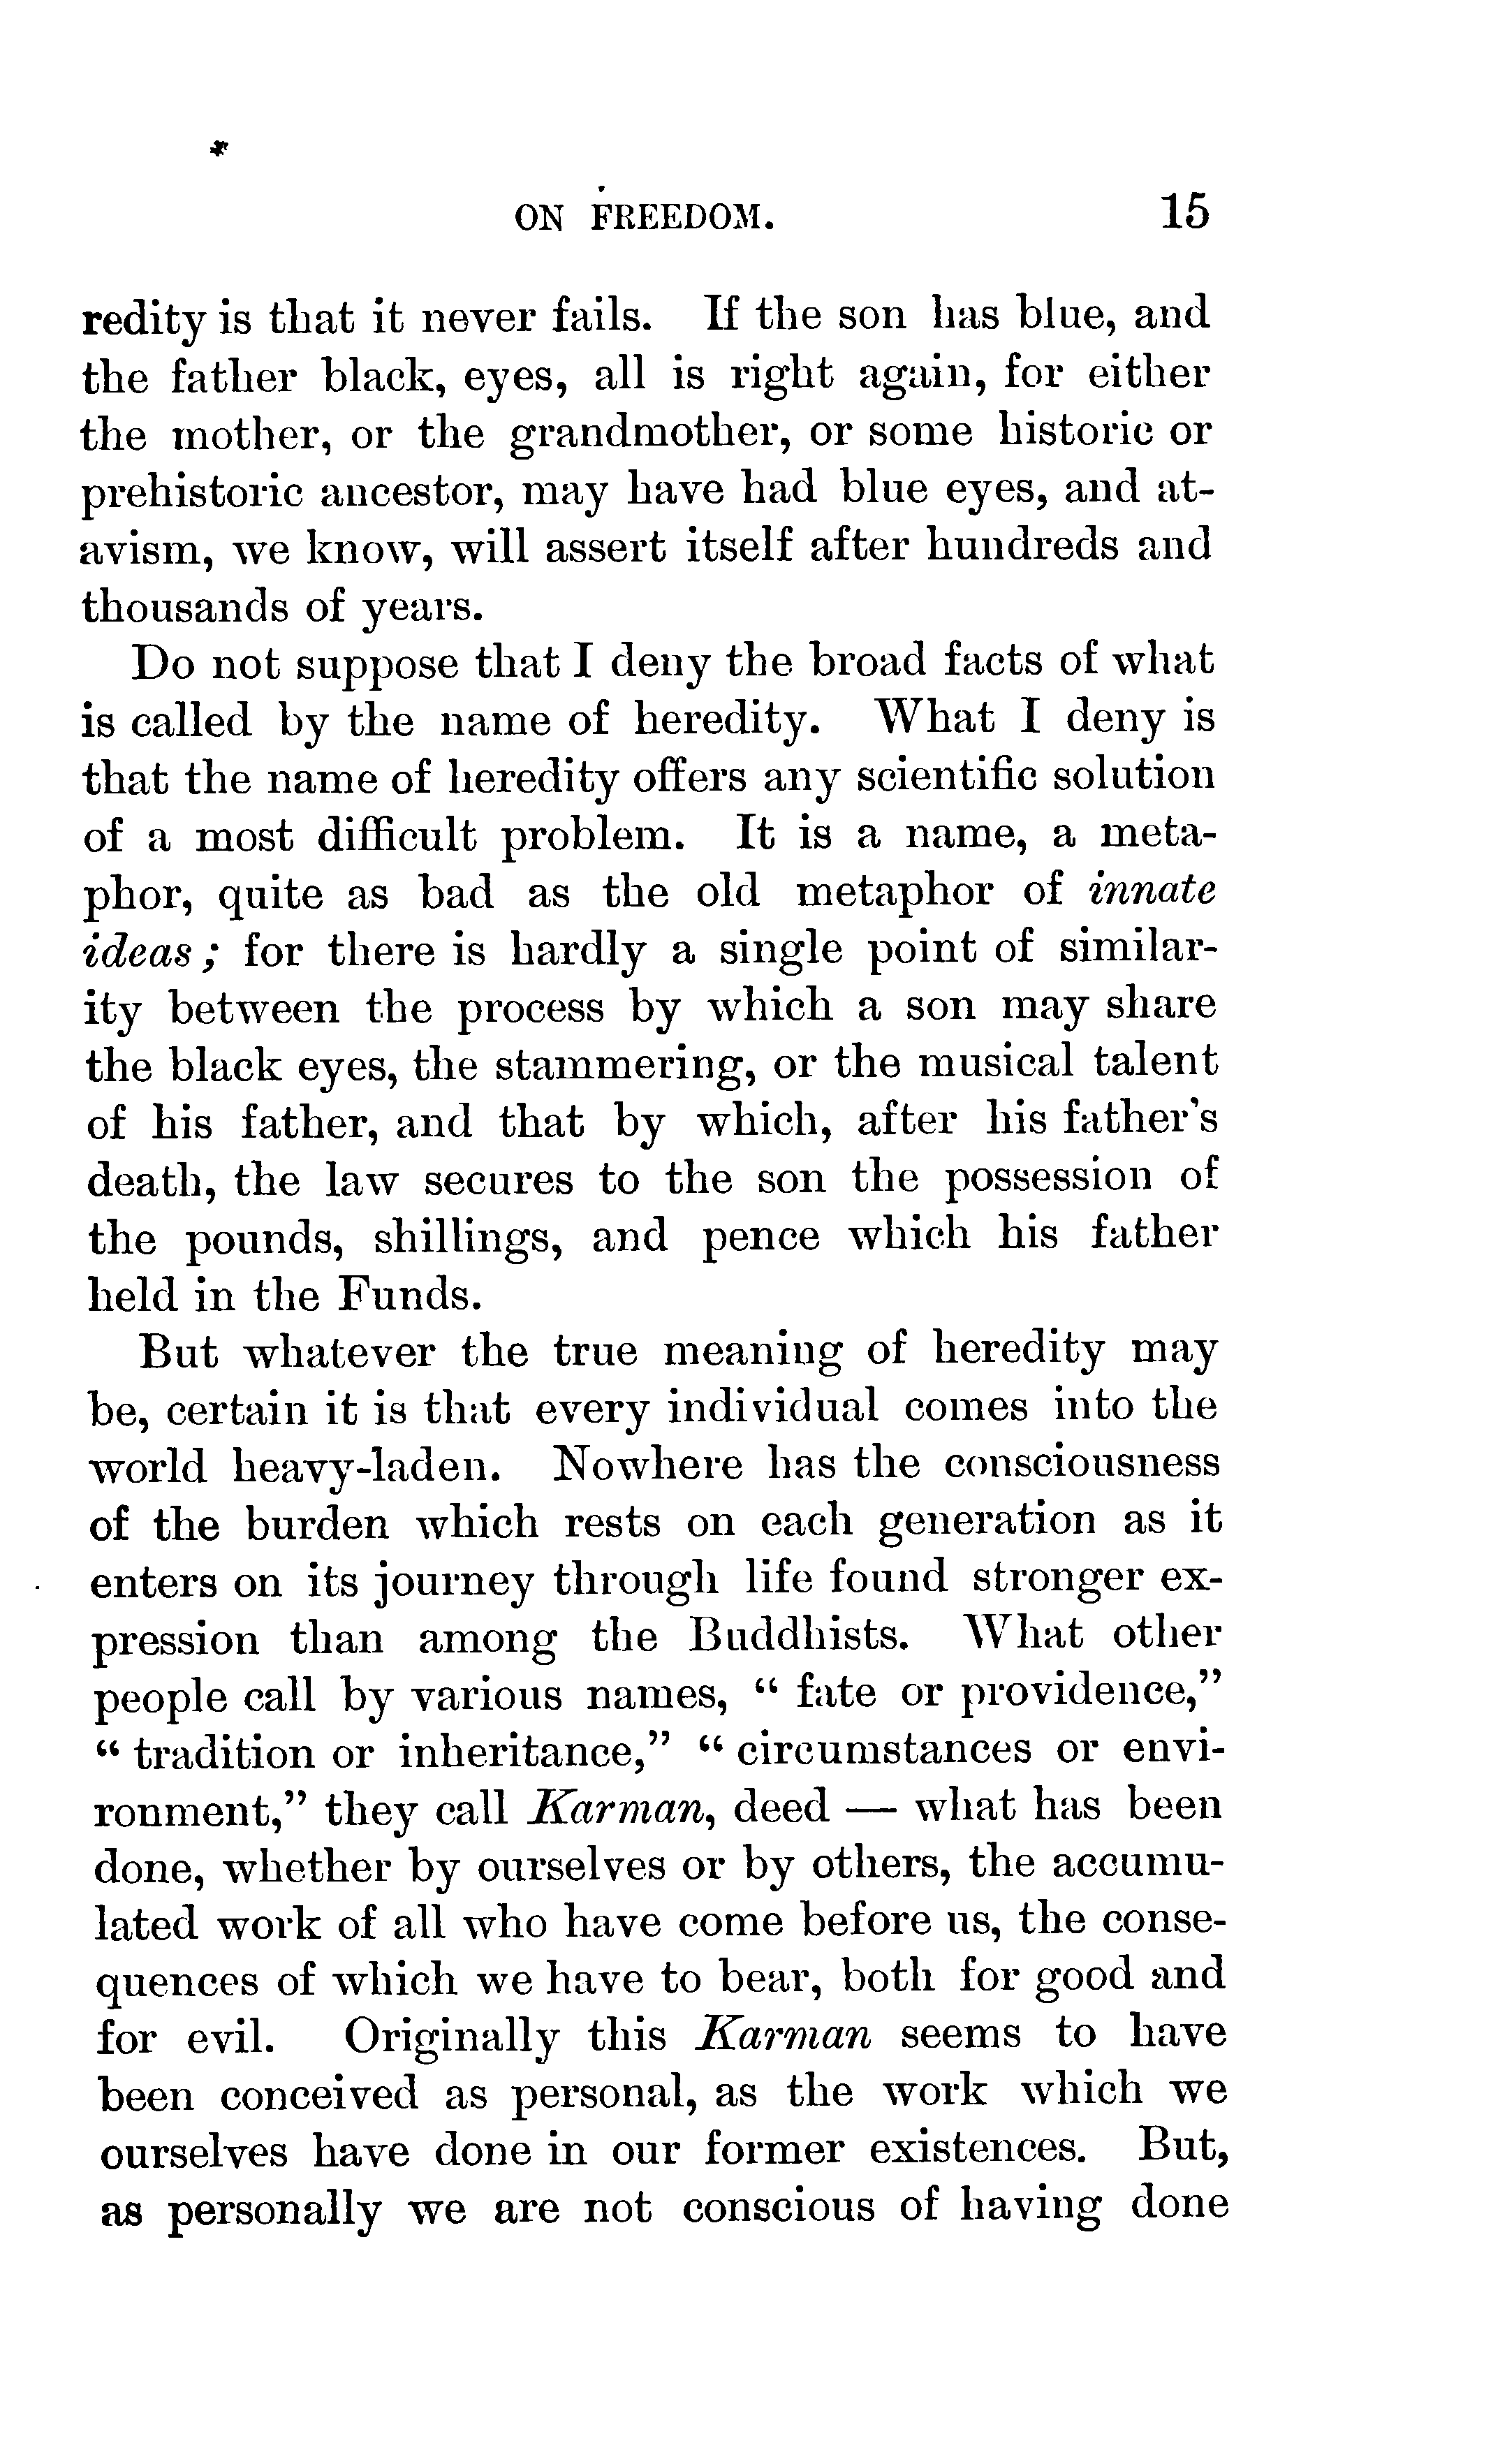 ON FREEDOM. 15
redity is that it never fails. If the son has blue, and
the father black, eyes, all is right again, for either
the mother, or the grandmother, or some historic or
prehistoric ancestor, may have had blue eyes, and at-
avism, we know, will assert itself after hundreds and
thousands of years.
Do not suppose that I deny the broad facts of what
is called by the name of heredity. What I deny is
that the name of heredity offers any scientific solution
of a most difficult problem. It is a name, a meta-
phor, quite as bad as the old metaphor of innate
ideas; for there is hardly a single point of similar-
ity between the process by which a son may share
the black eyes, the stammering, or the musical talent
of his father, and that by which, after his father's
death, the law secures to the son the possession of
the pounds, shillings, and pence which his father
held in the Funds.
But whatever the true meaning of heredity may
be, certain it is that every individual comes into the
world heavy-laden. Nowhere has the consciousness
of the burden which rests on each generation as it
enters on its journey through life found stronger ex-
pression than among the Buddhists. What other
people call by various names, “ fate or providence,”
“ tradition or inheritance,” “ circumstances or envi-
ronment,” they call Karman, deed — what has been
done, whether by ourselves or by others, the accumu-
lated work of all who have come before us, the conse-
quences of which we have to bear, both for good and
for evil. Originally this Karman seems to have
been conceived as personal, as the work which we
ourselves have done in our former existences. But,
as personally we are not conscious of having done